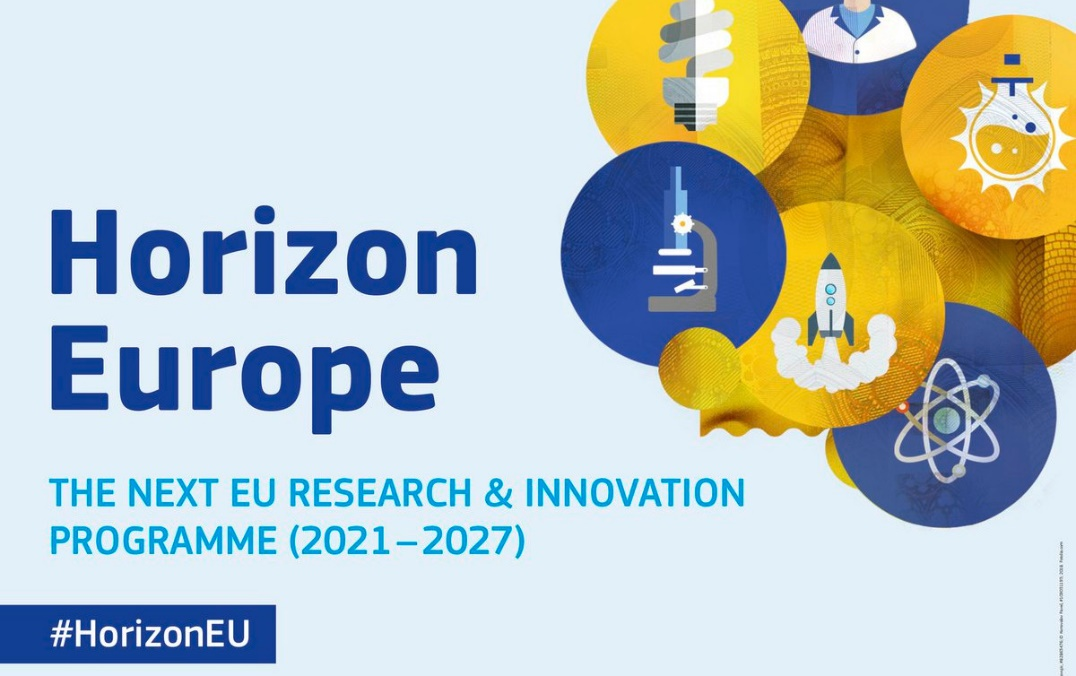 Horizon
Europe
THE NEXT EU RESEARCH & INNOVATION
PROGRAMME (2021–2027)
#HorizonEU